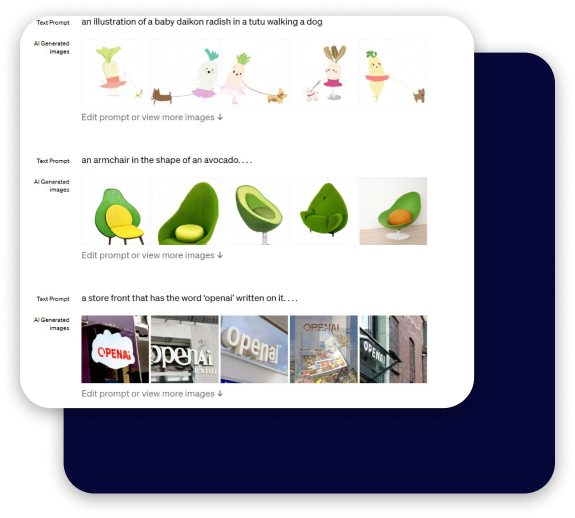 Text Prompt an illustration of a baby daikon radish in a tutu walking a dog
AI Generated
images
Edit prompt or view more images ↓
Text Prompt an armchair in the shape of an avocado. . . .
AI Generated
images
Edit prompt or view more images ↓
Text Prompt a store front that has the word ‘openai’ written on it. . . .
AI Generated
images
OPENAi openAi Openai OPENAI OPENAI
Edit prompt or view more images ↓